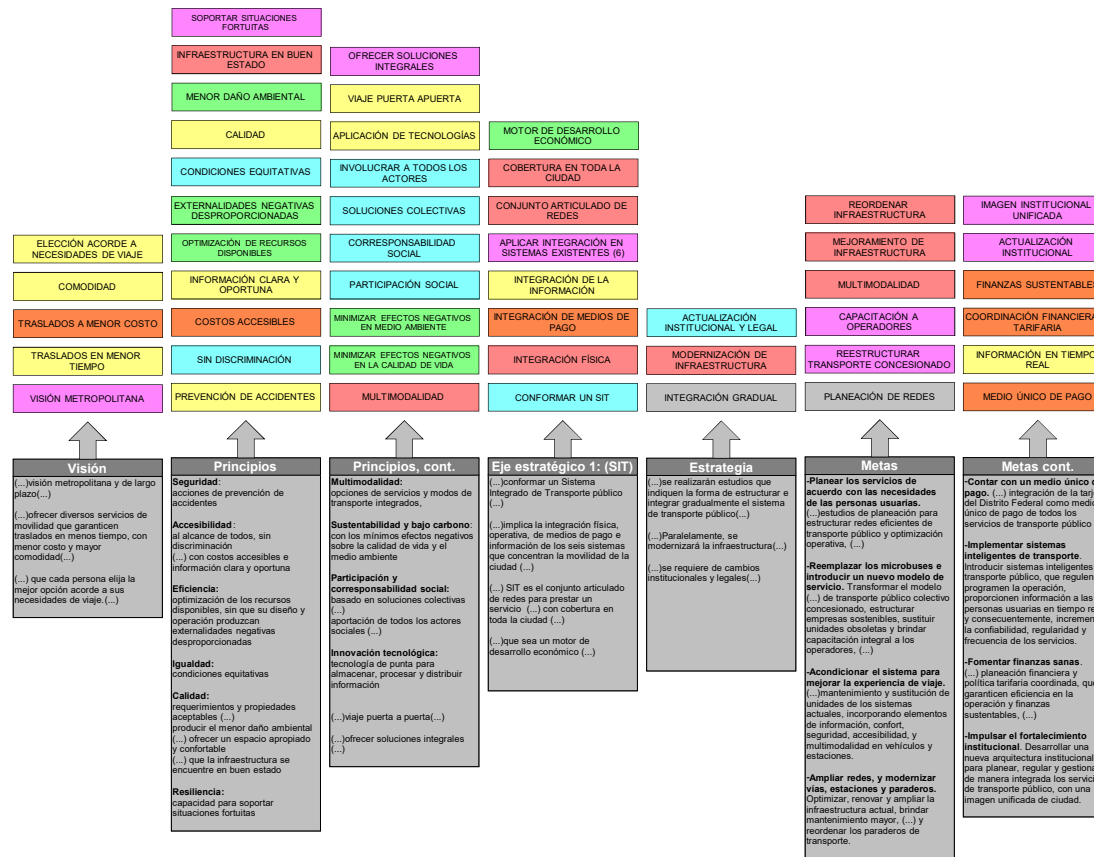 SOPORTAR SITUACIONES
FORTUITAS
INFRAESTRUCTURA EN BUEN
ESTADO
MENOR DAÑO AMBIENTAL
CALIDAD
CONDICIONES EQUITATIVAS
EXTERNALIDADES NEGATIVAS
DESPROPORCIONADAS
OPTIMIZACIÓN DE RECURSOS
DISPONIBLES
INFORMACIÓN CLARA Y
OPORTUNA
COSTOS ACCESIBLES
SIN DISCRIMINACIÓN
PREVENCIÓN DE ACCIDENTES
OFRECER SOLUCIONES
INTEGRALES
VIAJE PUERTA APUERTA
APLICACIÓN DE TECNOLOGÍAS
INVOLUCRAR A TODOS LOS
ACTORES
SOLUCIONES COLECTIVAS
CORRESPONSABILIDAD
SOCIAL
PARTICIPACIÓN SOCIAL
MINIMIZAR EFECTOS NEGATIVOS
EN MEDIO AMBIENTE
MINIMIZAR EFECTOS NEGATIVOS
EN LA CALIDAD DE VIDA
MULTIMODALIDAD
MOTOR DE DESARROLLO
ECONÓMICO
COBERTURA EN TODA LA
CIUDAD
CONJUNTO ARTICULADO DE
REDES
APLICAR INTEGRACIÓN EN
SISTEMAS EXISTENTES (6)
INTEGRACIÓN DE LA
INFORMACIÓN
INTEGRACIÓN DE MEDIOS DE
PAGO
INTEGRACIÓN FÍSICA
CONFORMAR UN SIT
ELECCIÓN ACORDE A
NECESIDADES DE VIAJE
COMODIDAD
TRASLADOS A MENOR COSTO
TRASLADOS EN MENOR
TIEMPO
VISIÓN METROPOLITANA
ACTUALIZACIÓN
INSTITUCIONAL Y LEGAL
MODERNIZACIÓN DE
INFRAESTRUCTURA
INTEGRACIÓN GRADUAL
REORDENAR
INFRAESTRUCTURA
MEJORAMIENTO DE
INFRAESTRUCTURA
MULTIMODALIDAD
CAPACITACIÓN A
OPERADORES
REESTRUCTURAR
TRANSPORTE CONCESIONADO
PLANEACIÓN DE REDES
IMAGEN INSTITUCIONAL
UNIFICADA
ACTUALIZACIÓN
INSTITUCIONAL
FINANZAS SUSTENTABLES
COORDINACIÓN FINANCIERA
TARIFARIA
INFORMACIÓN EN TIEMPO
REAL
MEDIO ÚNICO DE PAGO
Visión
(...)visión metropolitana y de largo
plazo(...)
(...)ofrecer diversos servicios de
movilidad que garanticen
traslados en menos tiempo, con
menor costo y mayor
comodidad(...)
(...) que cada persona elija la
mejor opción acorde a sus
necesidades de viaje.(...)
Principios
Seguridad:
acciones de prevención de
accidentes
Accesibilidad:
al alcance de todos, sin
discriminación
(...) con costos accesibles e
información clara y oportuna
Eficiencia:
optimización de los recursos
disponibles, sin que su diseño y
operación produzcan
externalidades negativas
desproporcionadas
Igualdad:
condiciones equitativas
Calidad:
requerimientos y propiedades
aceptables (...)
producir el menor daño ambiental
(...) ofrecer un espacio apropiado
y confortable
(...) que la infraestructura se
encuentre en buen estado
Resiliencia:
capacidad para soportar
situaciones fortuitas
Principios, cont.
Multimodalidad:
opciones de servicios y modos de
transporte integrados,
Sustentabilidad y bajo carbono:
con los mínimos efectos negativos
sobre la calidad de vida y el
medio ambiente
Participación y
corresponsabilidad social:
basado en soluciones colectivas
(...)
aportación de todos los actores
sociales (...)
Innovación tecnológica:
tecnología de punta para
almacenar, procesar y distribuir
información
(...)viaje puerta a puerta(...)
(...)ofrecer soluciones integrales
(...)
Eje estratégico 1: (SIT)
(...)conformar un Sistema
Integrado de Transporte público
(...)
(...)implica la integración física,
operativa, de medios de pago e
información de los seis sistemas
que concentran la movilidad de la
ciudad (...)
(...) SIT es el conjunto articulado
de redes para prestar un
servicio (...) con cobertura en
toda la ciudad (...)
(...)que sea un motor de
desarrollo económico (...)
Estrategia
(...)se realizarán estudios que
indiquen la forma de estructurar e
integrar gradualmente el sistema
de transporte público(...)
(...)Paralelamente, se
modernizará la infraestructura(...)
(...)se requiere de cambios
institucionales y legales(...)
Metas
-Planear los servicios de
acuerdo con las necesidades
de las personas usuarias.
(...)estudios de planeación para
estructurar redes eficientes de
transporte público y optimización
operativa, (...)
-Reemplazar los microbuses e
introducir un nuevo modelo de
servicio. Transformar el modelo
(...) de transporte público colectivo
concesionado, estructurar
empresas sostenibles, sustituir
unidades obsoletas y brindar
capacitación integral a los
operadores, (...)
-Acondicionar el sistema para
mejorar la experiencia de viaje.
(...)mantenimiento y sustitución de
unidades de los sistemas
actuales, incorporando elementos
de información, confort,
seguridad, accesibilidad, y
multimodalidad en vehículos y
estaciones.
-Ampliar redes, y modernizar
vías, estaciones y paraderos.
Optimizar, renovar y ampliar la
infraestructura actual, brindar
mantenimiento mayor, (...) y
reordenar los paraderos de
transporte.
Metas cont.
-Contar con un medio único d
pago. (...) integración de la tarj
del Distrito Federal como medio
único de pago de todos los
servicios de transporte público
-Implementar sistemas
inteligentes de transporte.
Introducir sistemas inteligentes
transporte público, que regulen
programen la operación,
proporcionen información a las
personas usuarias en tiempo re
y consecuentemente, increment
la confiabilidad, regularidad y
frecuencia de los servicios.
-Fomentar finanzas sanas.
(...) planeación financiera y
política tarifaria coordinada, que
garanticen eficiencia en la
operación y finanzas
sustentables, (...)
-Impulsar el fortalecimiento
institucional. Desarrollar una
nueva arquitectura institucional
para planear, regular y gestiona
de manera integrada los servici
de transporte público, con una
imagen unificada de ciudad.